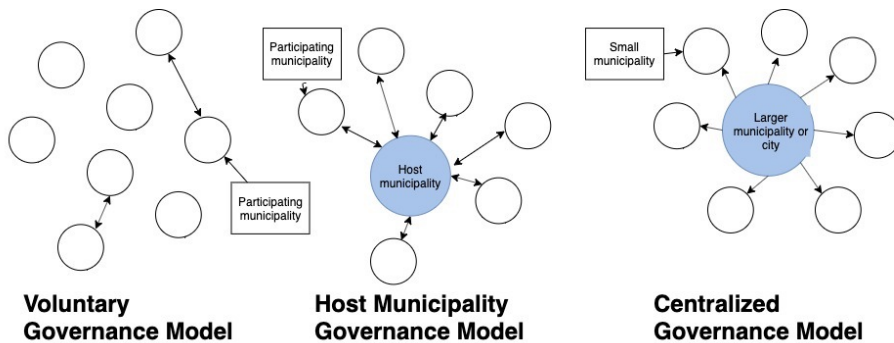 Participating
municipality
Participating
municipality
Host
municipality
Small
municipality
Larger
municipality or
city
Voluntary
Governance Model
Host Municipality
Governance Model
Centralized
Governance Model